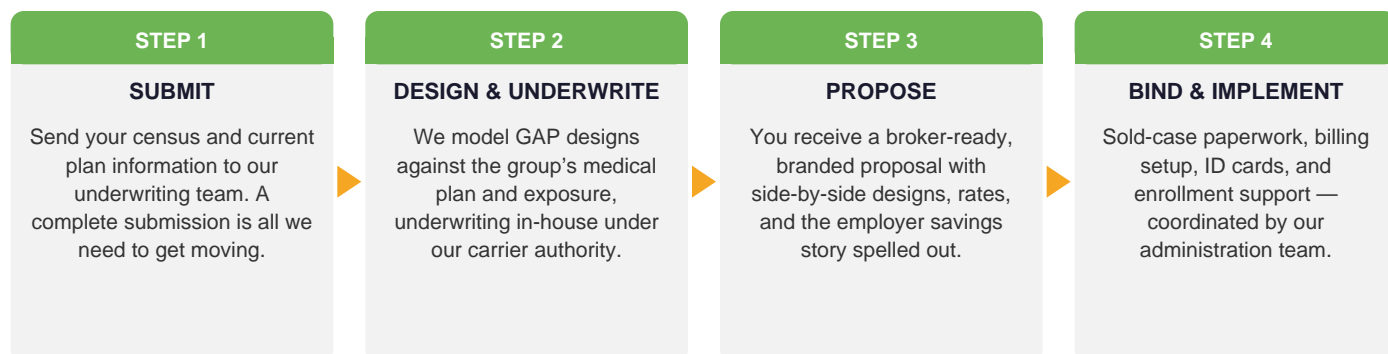 STEP 1
SUBMIT
Send your census and current
plan information to our
underwriting team. A
complete submission is all we
need to get moving.
STEP 2
DESIGN & UNDERWRITE
We model GAP designs
against the group’s medical
plan and exposure,
underwriting in-house under
our carrier authority.
STEP 3
PROPOSE
You receive a broker-ready,
branded proposal with
side-by-side designs, rates,
and the employer savings
story spelled out.
STEP 4
BIND & IMPLEMENT
Sold-case paperwork, billing
setup, ID cards, and
enrollment support —
coordinated by our
administration team.